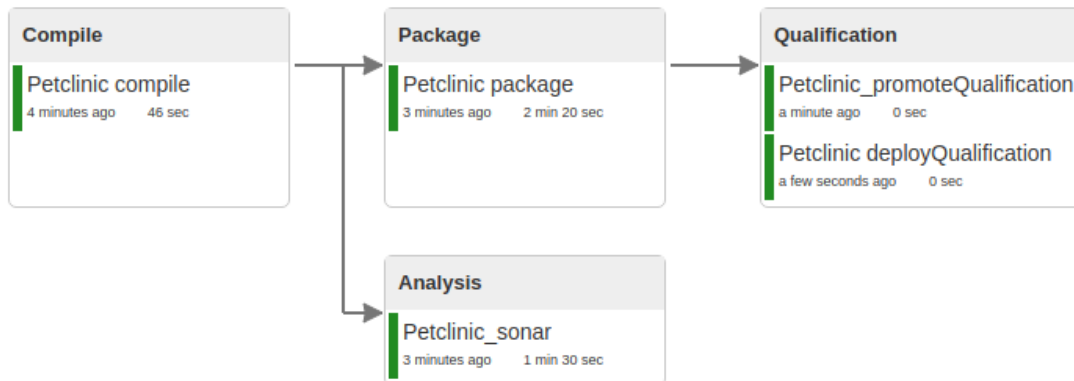 Compile
Petclinic compile
4 minutes ago 46 sec
Package
Petclinic package
3 minutes ago 2 min 20 sec
Qualification
Petclinic_promoteQualification
a minute ago 0 sec
Petclinic deployQualification
a few seconds ago 0 sec
Analysis
Petclinic_sonar
3 minutes ago 1 min 30 sec